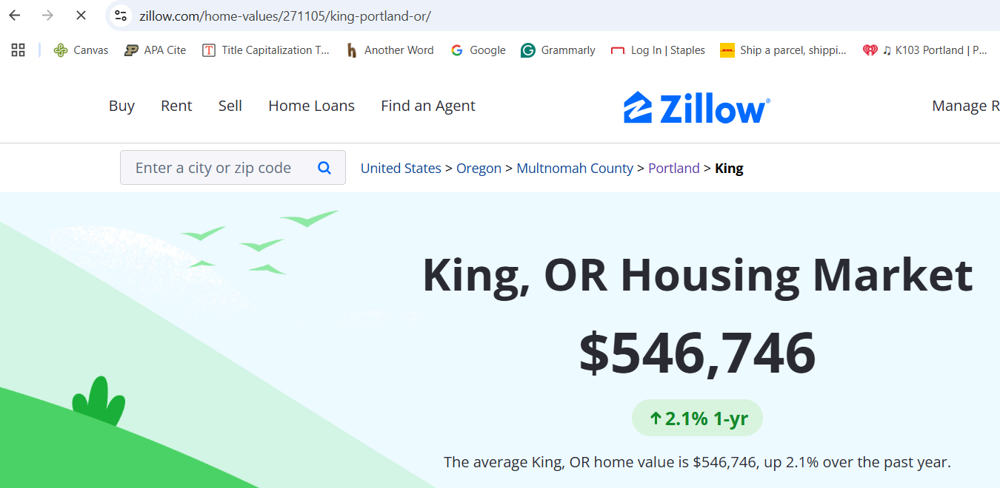 zillow.com/home-values/271105/king-portland-or/
Canvas APA Cite T Title Capitalization T... h Another Word Google Grammarly Log In | Staples Ship a parcel, shippi... ♫ K103 Portland | P...
Buy Rent Sell Home Loans Find an Agent Zillow® Manage R
Enter a city or zip code United States > Oregon > Multnomah County > Portland > King
King, OR Housing Market
$546,746
↑ 2.1% 1-yr
The average King, OR home value is $546,746, up 2.1% over the past year.